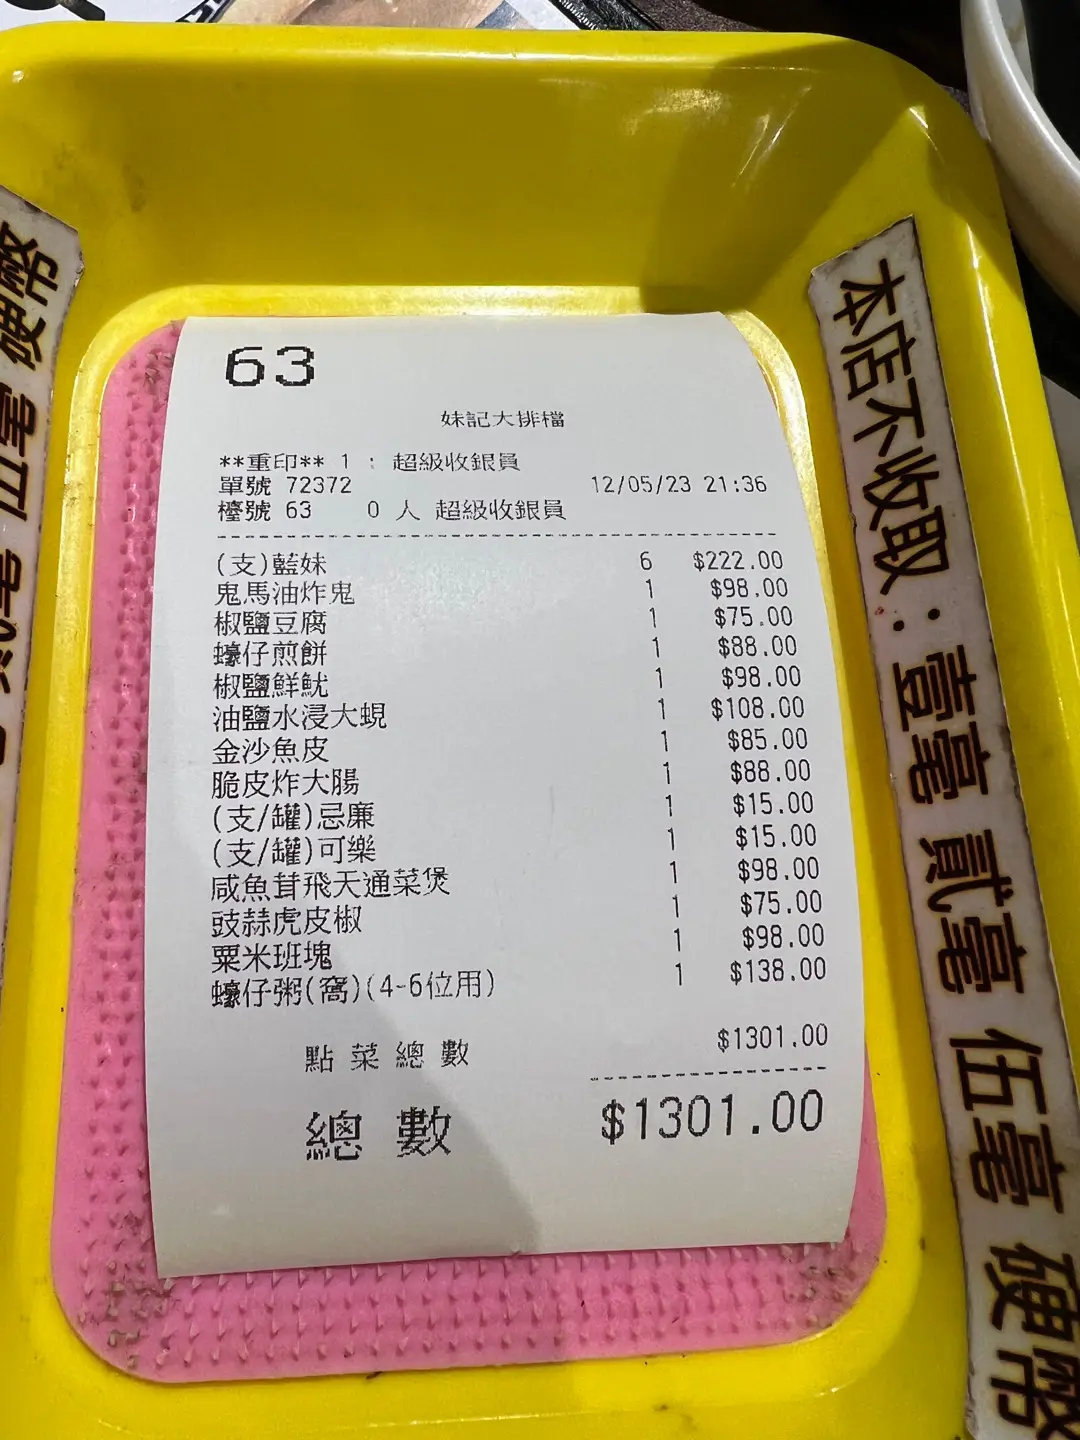 63
妹記大排檔
**重印** 1 : 超級收銀員
單號 72372 12/05/23 21:36
檯號 63 0 人 超級收銀員
(支)藍妹 6 $222.00
鬼馬油炸鬼 1 $98.00
椒鹽豆腐 1 $75.00
蠔仔煎餅 1 $88.00
椒鹽鮮魷 1 $98.00
油鹽水浸大蜆 1 $108.00
金沙魚皮 1 $85.00
脆皮炸大腸 1 $88.00
(支/罐)忌廉 1 $15.00
(支/罐)可樂 1 $15.00
咸魚茸飛天通菜煲 1 $98.00
豉蒜虎皮椒 1 $75.00
粟米班塊 1 $98.00
蠔仔粥(窩)(4-6位用) 1 $138.00
點菜總數 $1301.00
總數 $1301.00
本店不收取：壹毫 貳毫 伍毫 硬幣
毫 伍毫 硬幣